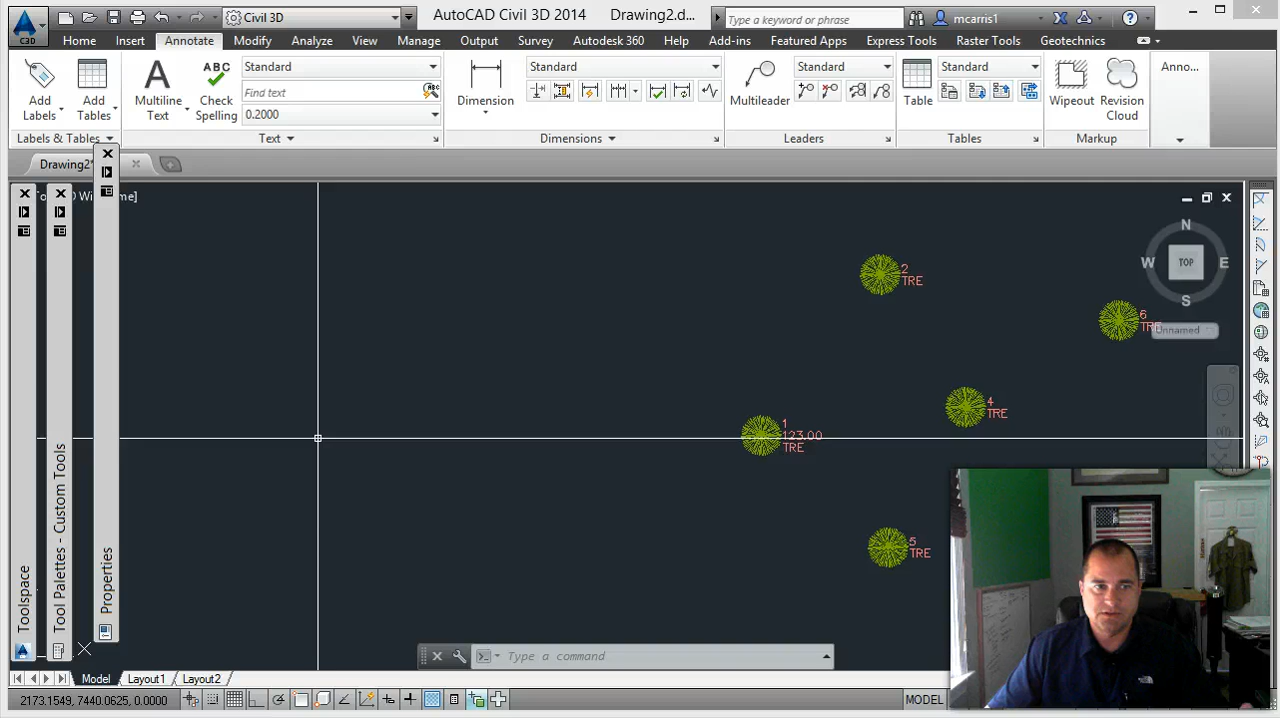 Civil 3D
AutoCAD Civil 3D 2014 Drawing2.d...
Type a keyword or phrase
mcarris1
C3D
Home Insert Annotate Modify Analyze View Manage Output Survey Autodesk 360 Help Add-ins Featured Apps Express Tools Raster Tools Geotechnics
Add Labels
Add Tables
Multiline Text
ABC
Check Spelling
Standard
Find text
ABC
0.2000
Dimension
Standard
Multileader
Standard
Table
Standard
Wipeout
Revision Cloud
Anno...
Labels & Tables
Text
Dimensions
Leaders
Tables
Markup
Drawing2*
N
W TOP E
S
Unnamed
2
TRE
6
TRE
4
TRE
1
123.00
TRE
5
TRE
Toolspace
Tool Palettes - Custom Tools
Properties
Type a command
Model Layout1 Layout2
2173.1549, 7440.0625, 0.0000
MODEL